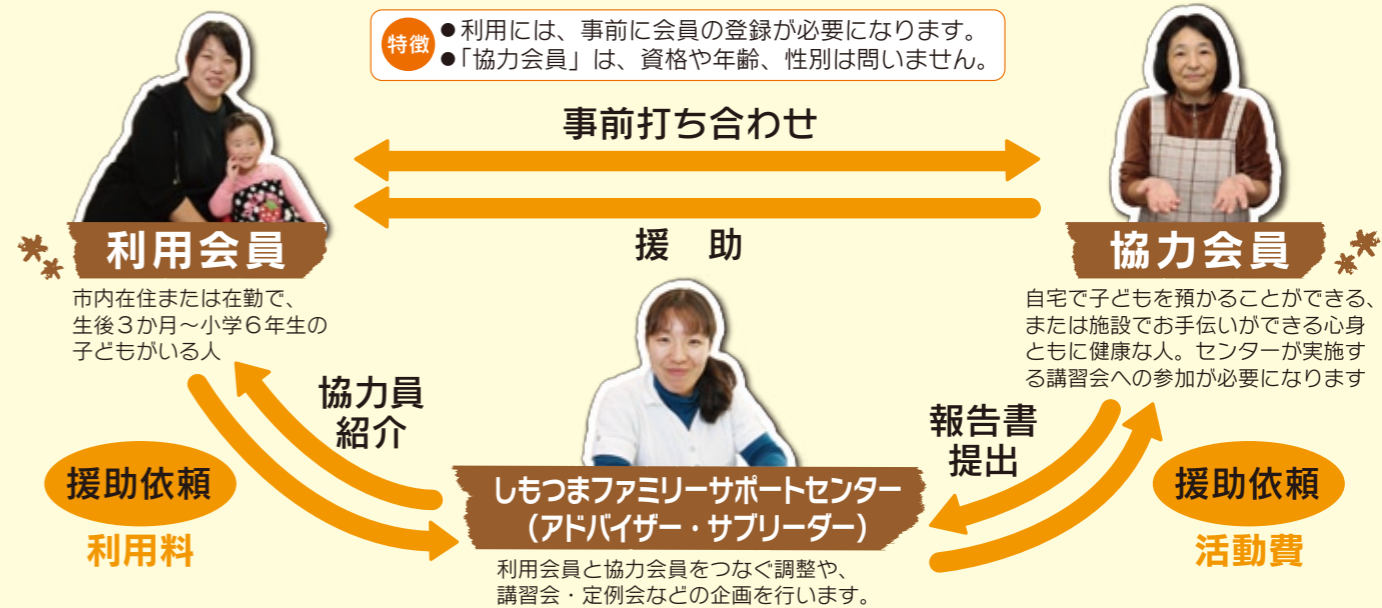 特徴
●利用には、事前に会員の登録が必要になります。
●「協力会員」は、資格や年齢、性別は問いません。
事前打ち合わせ
援 助
利用会員
市内在住または在勤で、
生後３か月～小学６年生の
子どもがいる人
協力会員
自宅で子どもを預かることができる、
または施設でお手伝いができる心身
ともに健康な人。センターが実施す
る講習会への参加が必要になります
協力員
紹介
援助依頼
利用料
報告書
提出
援助依頼
活動費
しもつまファミリーサポートセンター
（アドバイザー・サブリーダー）
利用会員と協力会員をつなぐ調整や、
講習会・定例会などの企画を行います。